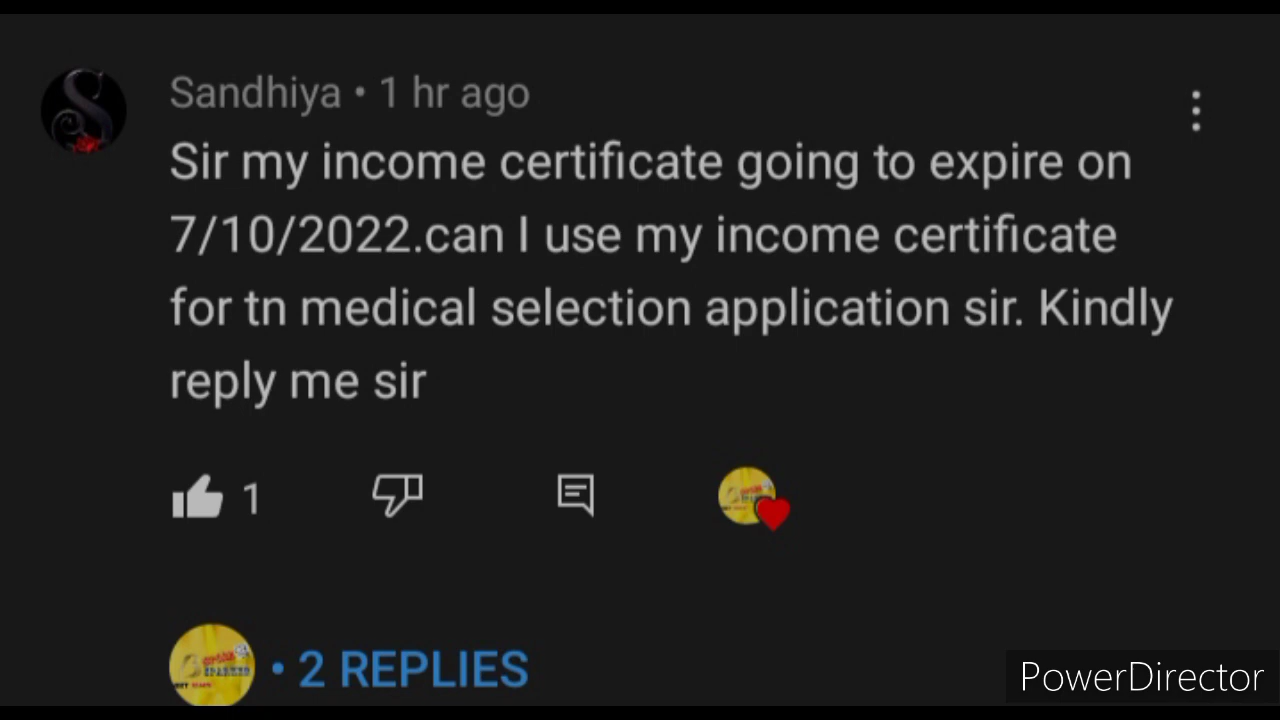 Sandhiya • 1 hr ago
Sir my income certificate going to expire on
7/10/2022.can I use my income certificate
for tn medical selection application sir. Kindly
reply me sir
1
• 2 REPLIES
PowerDirector